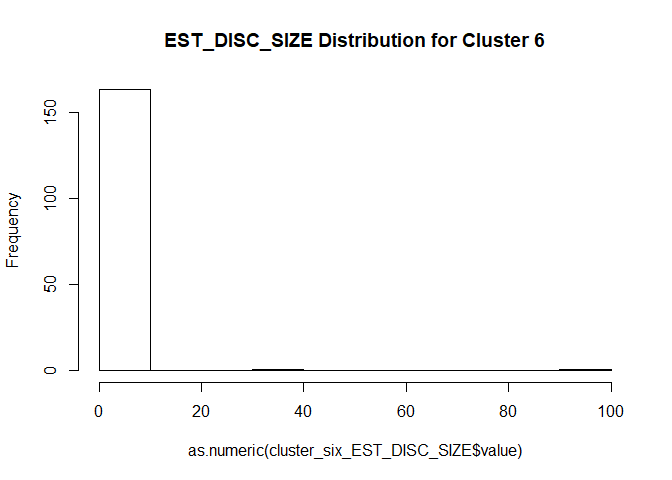 EST_DISC_SIZE Distribution for Cluster 6
Frequency
150
100
50
0
0 20 40 60 80 100
as.numeric(cluster_six_EST_DISC_SIZE$value)